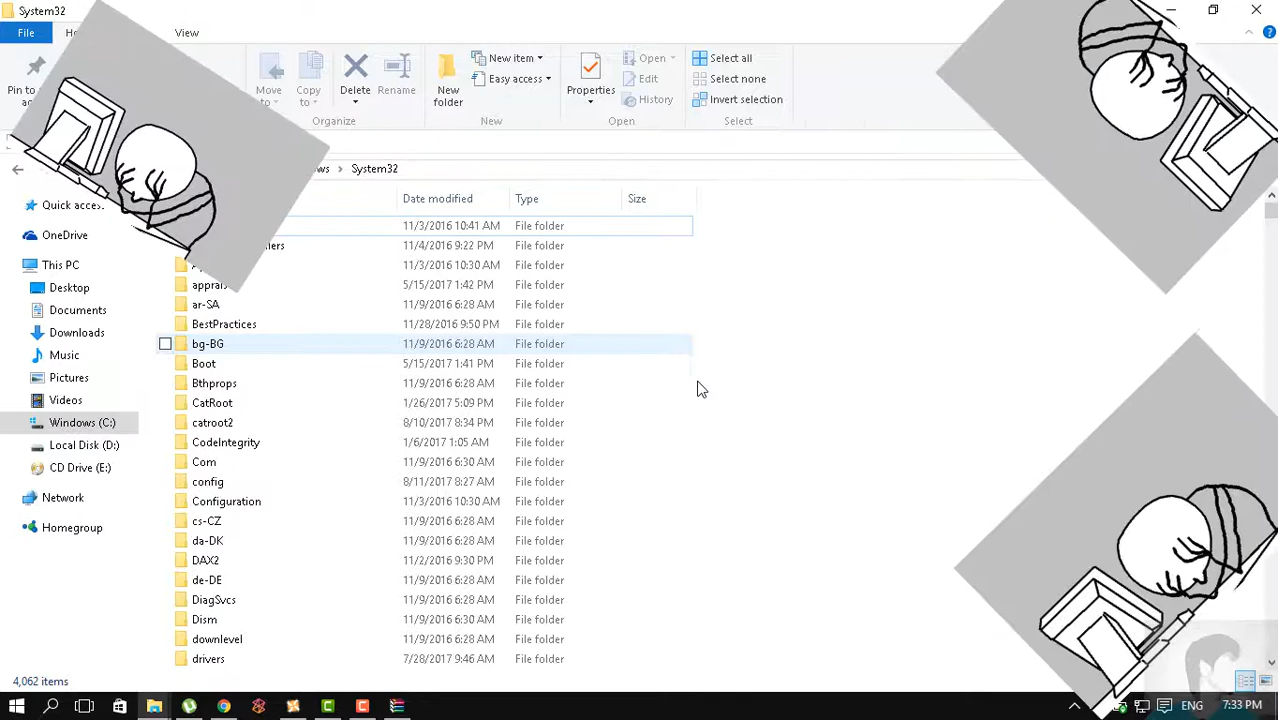 System32
File
View
Pin to
Move
to
Copy
to
Delete
Rename
New
folder
New item
Easy access
Properties
Open
Edit
History
Select all
Select none
Invert selection
Organize
New
Open
Select
System32
Date modified
Type
Size
Quick access
OneDrive
This PC
Desktop
Documents
Downloads
Music
Pictures
Videos
Windows (C:)
Local Disk (D:)
CD Drive (E:)
Network
Homegroup
11/3/2016 10:41 AM File folder
11/4/2016 9:22 PM File folder
11/3/2016 10:30 AM File folder
5/15/2017 1:42 PM File folder
ar-SA 11/9/2016 6:28 AM File folder
BestPractices 11/28/2016 9:50 PM File folder
bg-BG 11/9/2016 6:28 AM File folder
Boot 5/15/2017 1:41 PM File folder
Bthprops 11/9/2016 6:28 AM File folder
CatRoot 1/26/2017 5:09 PM File folder
catroot2 8/10/2017 8:34 PM File folder
CodeIntegrity 1/6/2017 1:05 AM File folder
Com 11/9/2016 6:30 AM File folder
config 8/11/2017 8:27 AM File folder
Configuration 11/3/2016 10:30 AM File folder
cs-CZ 11/9/2016 6:28 AM File folder
da-DK 11/9/2016 6:28 AM File folder
DAX2 11/2/2016 9:30 PM File folder
de-DE 11/9/2016 6:28 AM File folder
DiagSvcs 11/9/2016 6:28 AM File folder
Dism 11/9/2016 6:30 AM File folder
downlevel 11/9/2016 6:28 AM File folder
drivers 7/28/2017 9:46 AM File folder
4,062 items
ENG
7:33 PM